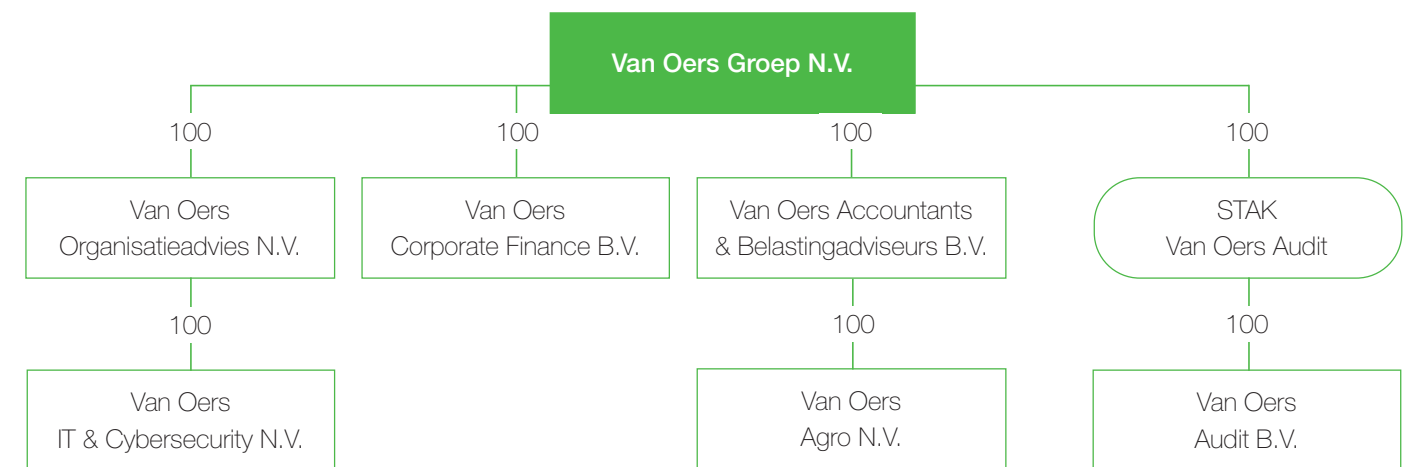 Van Oers Groep N.V.
100
100
100
100
Van Oers
Organisatieadvies N.V.
Van Oers
Corporate Finance B.V.
Van Oers Accountants
& Belastingadviseurs B.V.
STAK
Van Oers Audit
100
100
100
Van Oers
IT & Cybersecurity N.V.
Van Oers
Agro N.V.
Van Oers
Audit B.V.